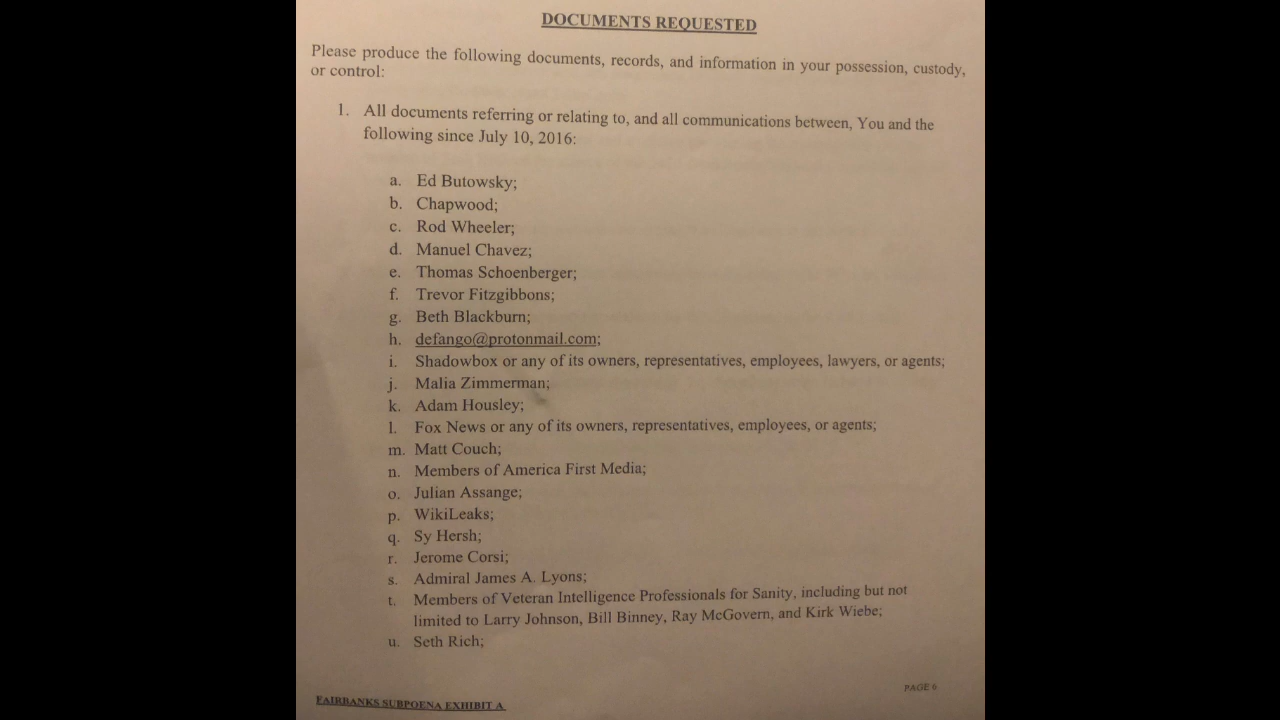 DOCUMENTS REQUESTED
Please produce the following documents, records, and information in your possession, custody,
or control:
1. All documents referring or relating to, and all communications between, You and the
following since July 10, 2016:
a. Ed Butowsky;
b. Chapwood;
c. Rod Wheeler;
d. Manuel Chavez;
e. Thomas Schoenberger;
f. Trevor Fitzgibbons;
g. Beth Blackburn;
h. defango@protonmail.com;
i. Shadowbox or any of its owners, representatives, employees, lawyers, or agents;
j. Malia Zimmerman;
k. Adam Housley;
l. Fox News or any of its owners, representatives, employees, or agents;
m. Matt Couch;
n. Members of America First Media;
o. Julian Assange;
p. WikiLeaks;
q. Sy Hersh;
r. Jerome Corsi;
s. Admiral James A. Lyons;
t. Members of Veteran Intelligence Professionals for Sanity, including but not
limited to Larry Johnson, Bill Binney, Ray McGovern, and Kirk Wiebe;
u. Seth Rich;
PAGE 6
FAIRBANKS SUBPOENA EXHIBIT A